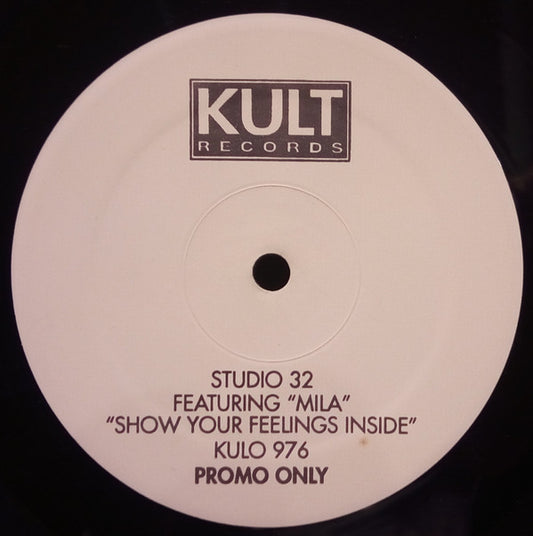 KULT
RECORDS
STUDIO 32
FEATURING “MILA”
“SHOW YOUR FEELINGS INSIDE”
KULO 976
PROMO ONLY